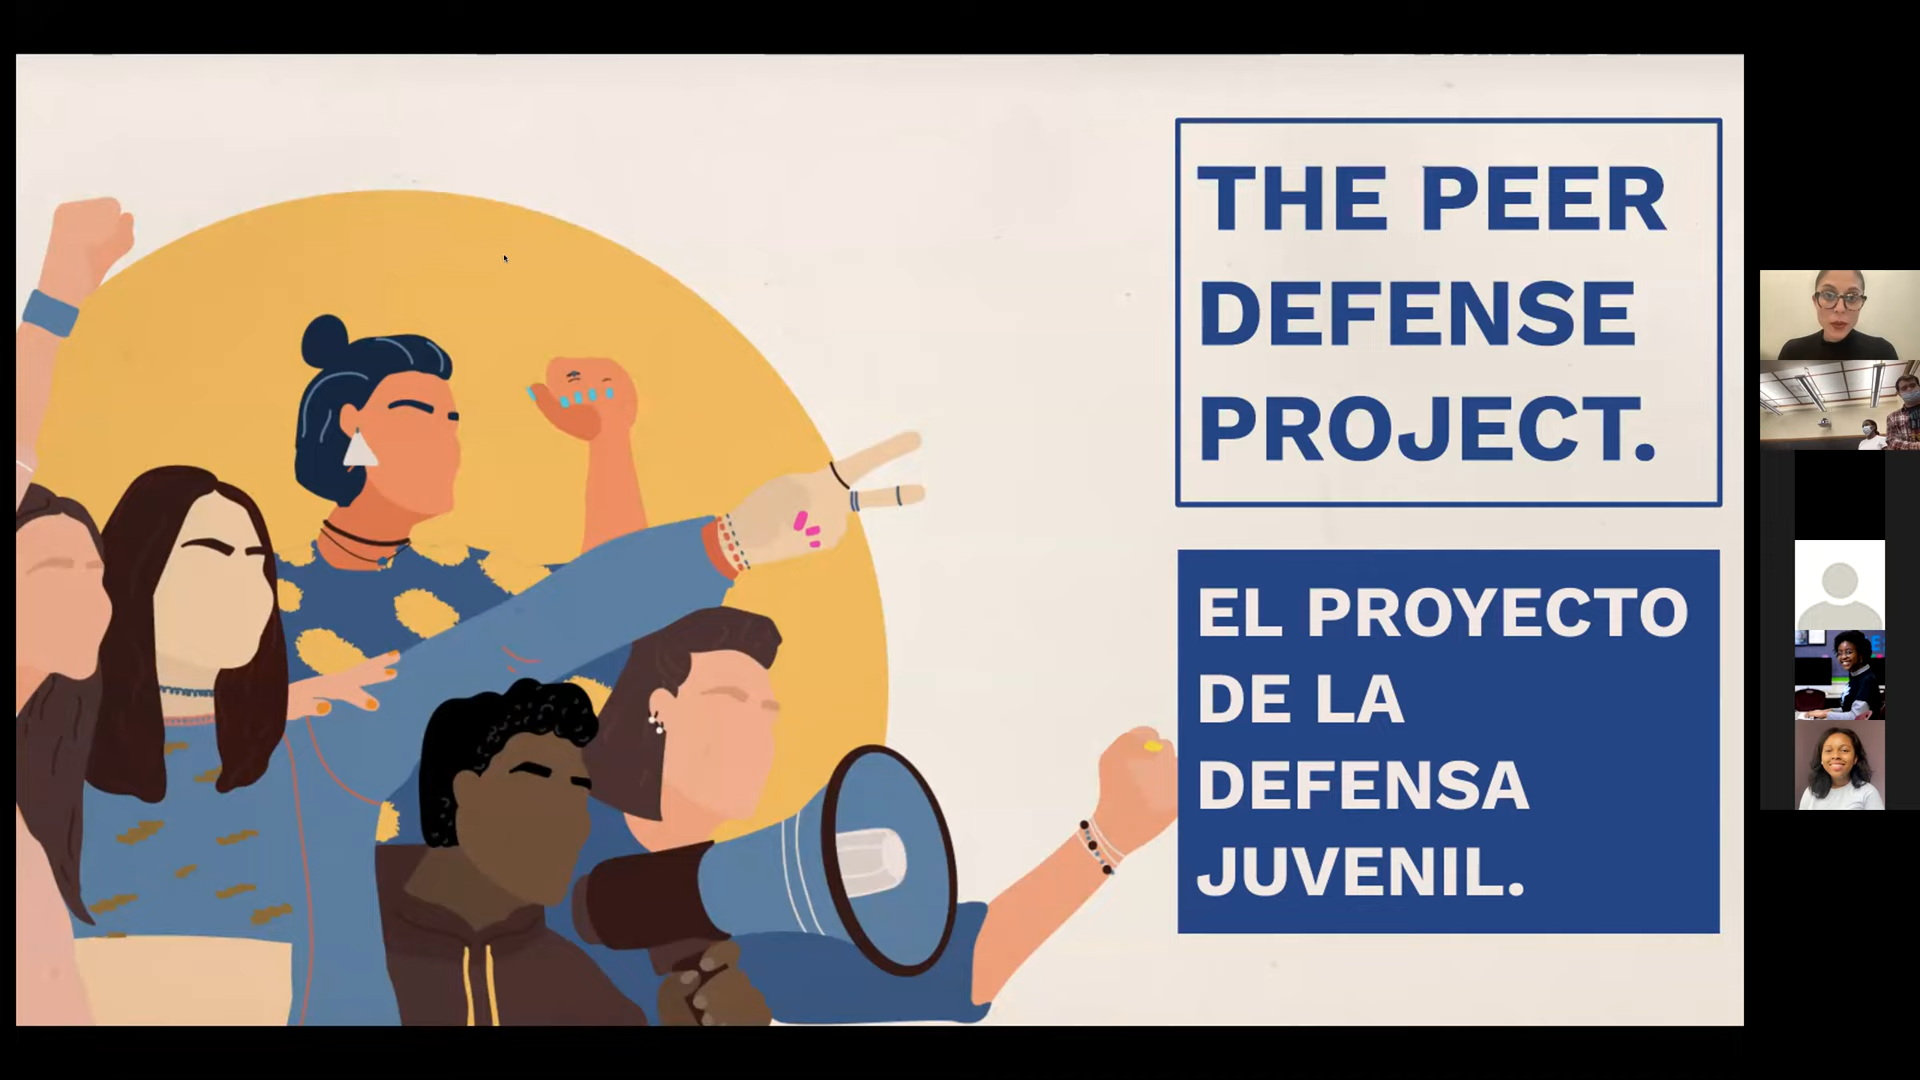 THE PEER
DEFENSE
PROJECT.
EL PROYECTO
DE LA
DEFENSA
JUVENIL.